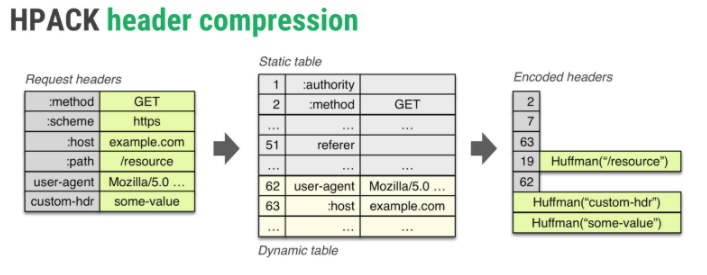 HPACK header compression
Request headers
:method GET
:scheme https
:host example.com
:path /resource
user-agent Mozilla/5.0 ...
custom-hdr some-value
Static table
1 :authority
2 :method GET
... ... ...
51 referer
... ... ...
62 user-agent Mozilla/5.0 ...
63 :host example.com
... ... ...
Dynamic table
Encoded headers
2
7
63
19 Huffman(“/resource”)
62
Huffman(“custom-hdr”)
Huffman(“some-value”)